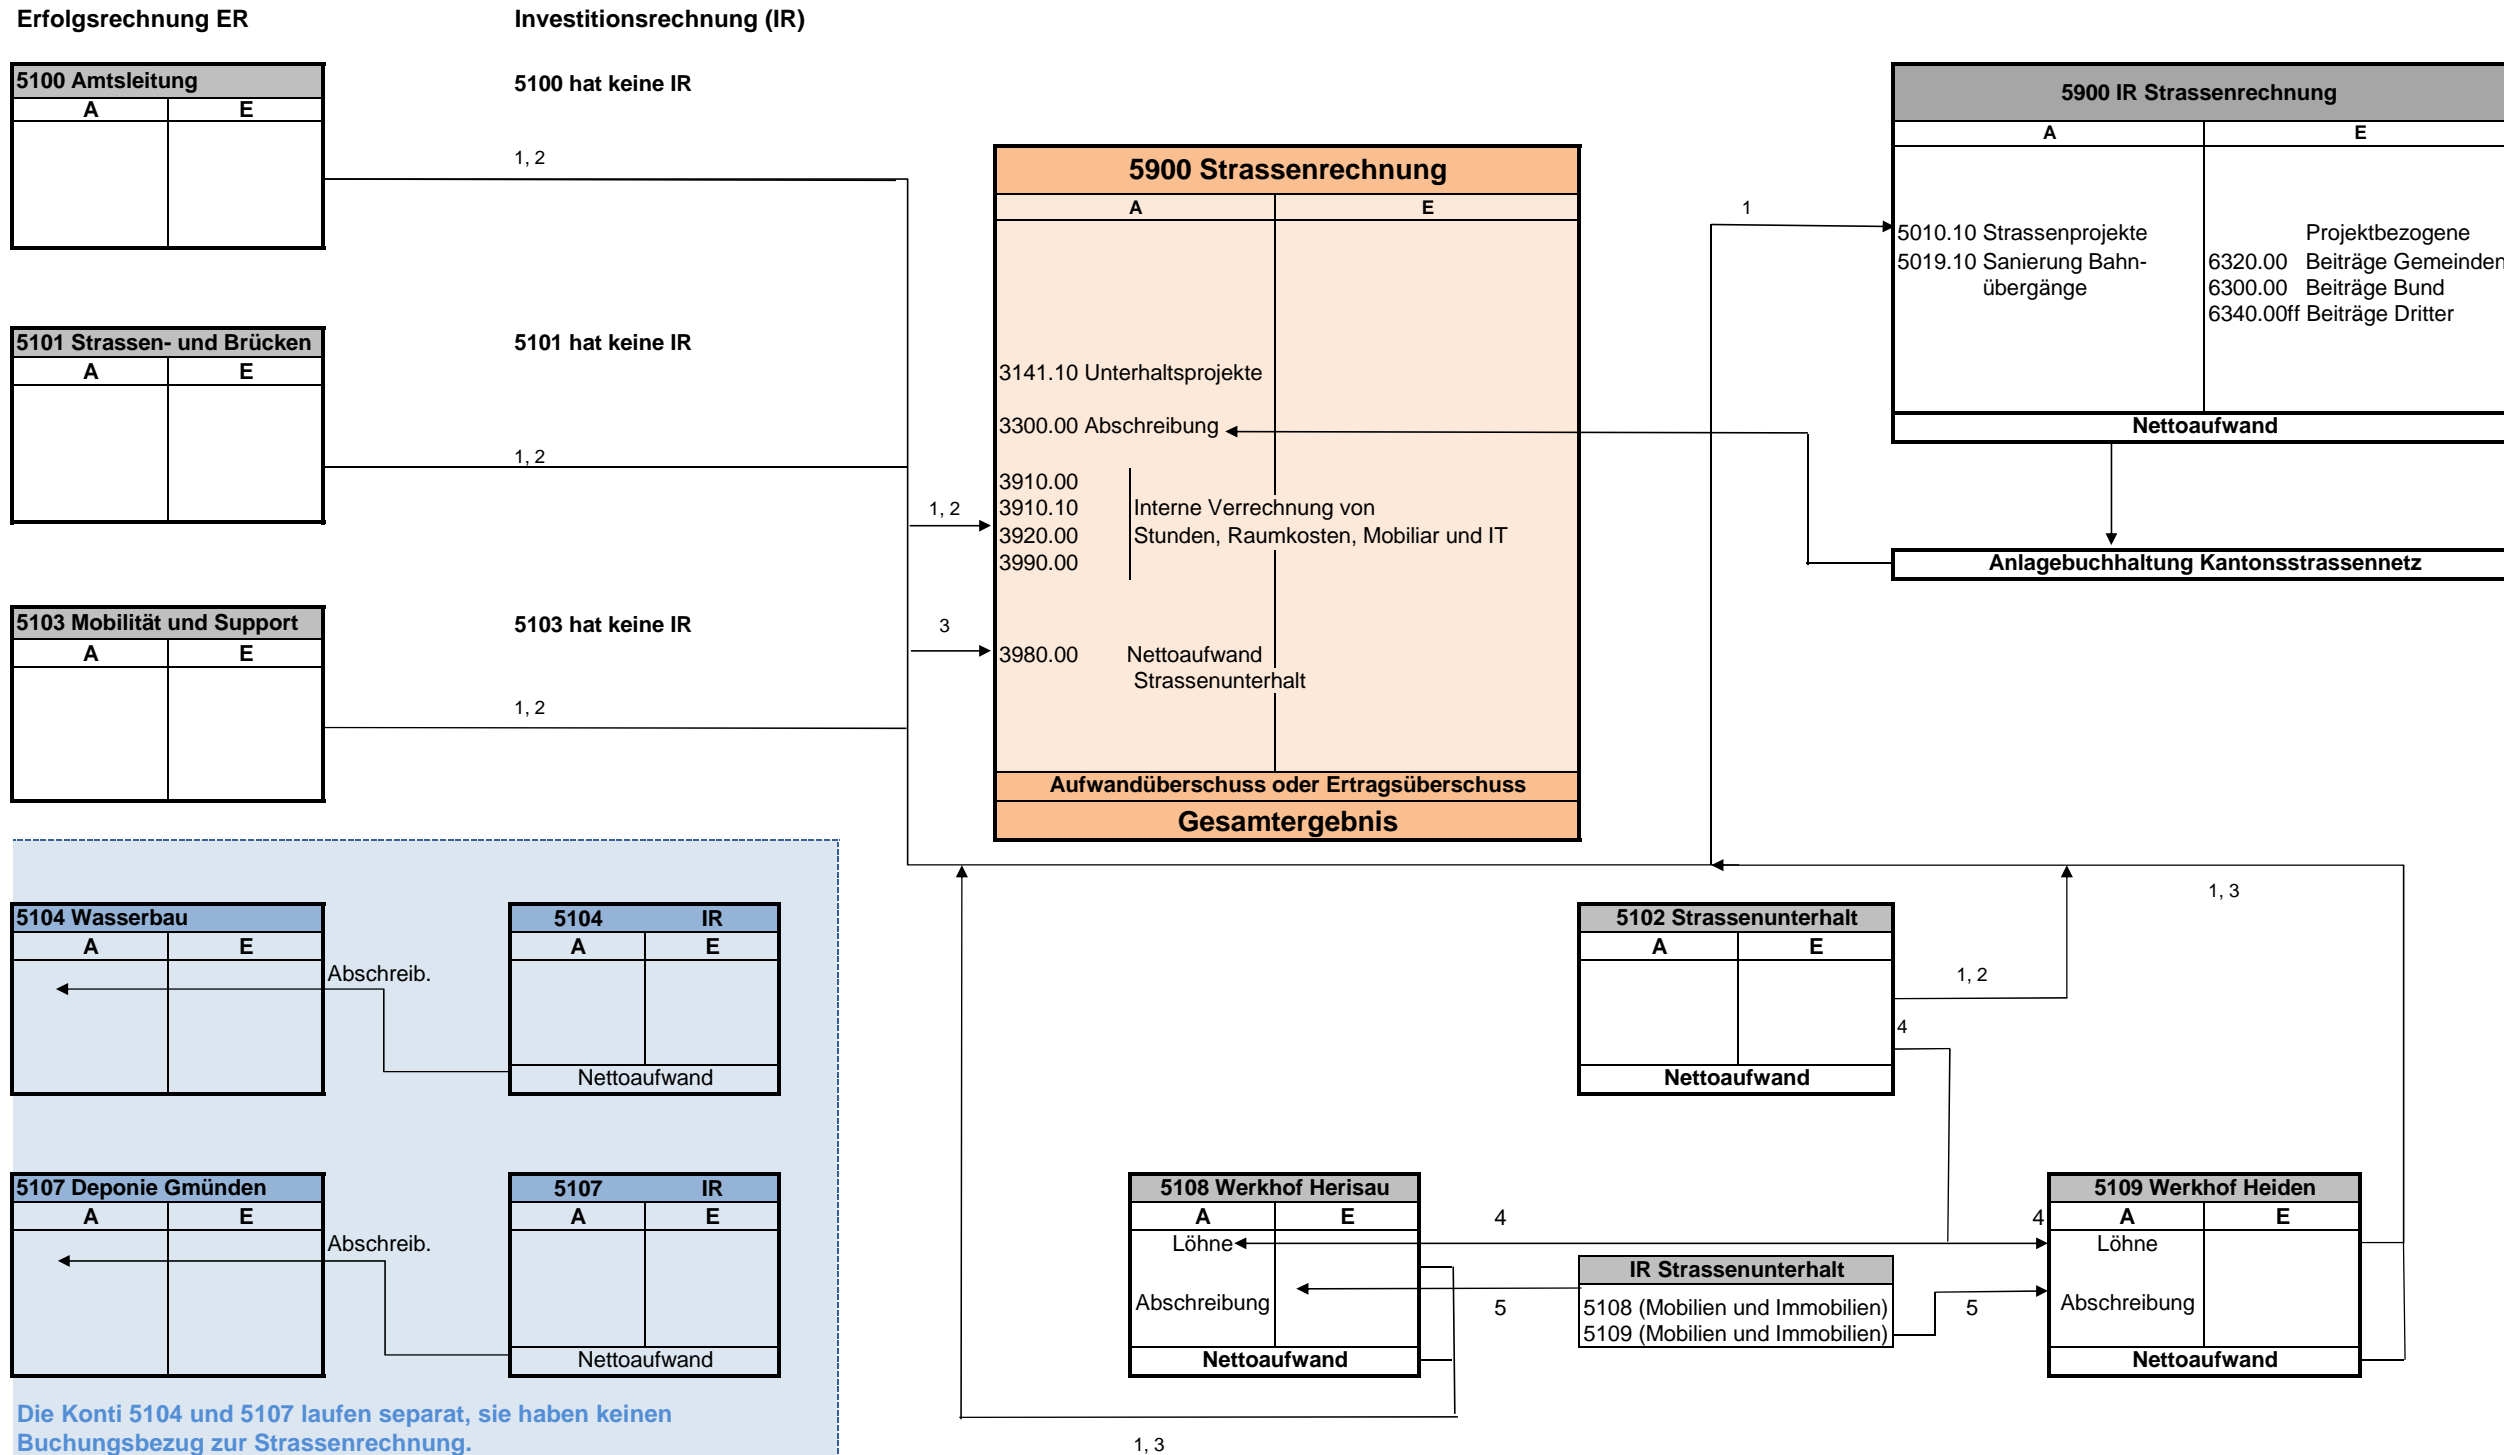 Erfolgsrechnung ER
Investitionsrechnung (IR)
5100 Amtsleitung
A E
5100 hat keine IR
1, 2
5101 Strassen- und Brücken
A E
5101 hat keine IR
1, 2
5103 Mobilität und Support
A E
5103 hat keine IR
1, 2
1, 2
3
5900 Strassenrechnung
A E
3141.10 Unterhaltsprojekte
3300.00 Abschreibung
3910.00
3910.10 Interne Verrechnung von
3920.00 Stunden, Raumkosten, Mobiliar und IT
3990.00
3980.00 Nettoaufwand
Strassenunterhalt
Aufwandüberschuss oder Ertragsüberschuss
Gesamtergebnis
1
5900 IR Strassenrechnung
A E
5010.10 Strassenprojekte
5019.10 Sanierung Bahn-
übergänge
Projektbezogene
6320.00 Beiträge Gemeinden
6300.00 Beiträge Bund
6340.00ff Beiträge Dritter
Nettoaufwand
Anlagebuchhaltung Kantonsstrassennetz
5104 Wasserbau
A E
Abschreib.
5104 IR
A E
Nettoaufwand
5107 Deponie Gmünden
A E
Abschreib.
5107 IR
A E
Nettoaufwand
Die Konti 5104 und 5107 laufen separat, sie haben keinen
Buchungsbezug zur Strassenrechnung.
5102 Strassenunterhalt
A E
Nettoaufwand
1, 2
4
1, 3
5108 Werkhof Herisau
A E
Löhne
Abschreibung
Nettoaufwand
4
4
5
IR Strassenunterhalt
5108 (Mobilien und Immobilien)
5109 (Mobilien und Immobilien)
5
5109 Werkhof Heiden
A E
Löhne
Abschreibung
Nettoaufwand
1, 3